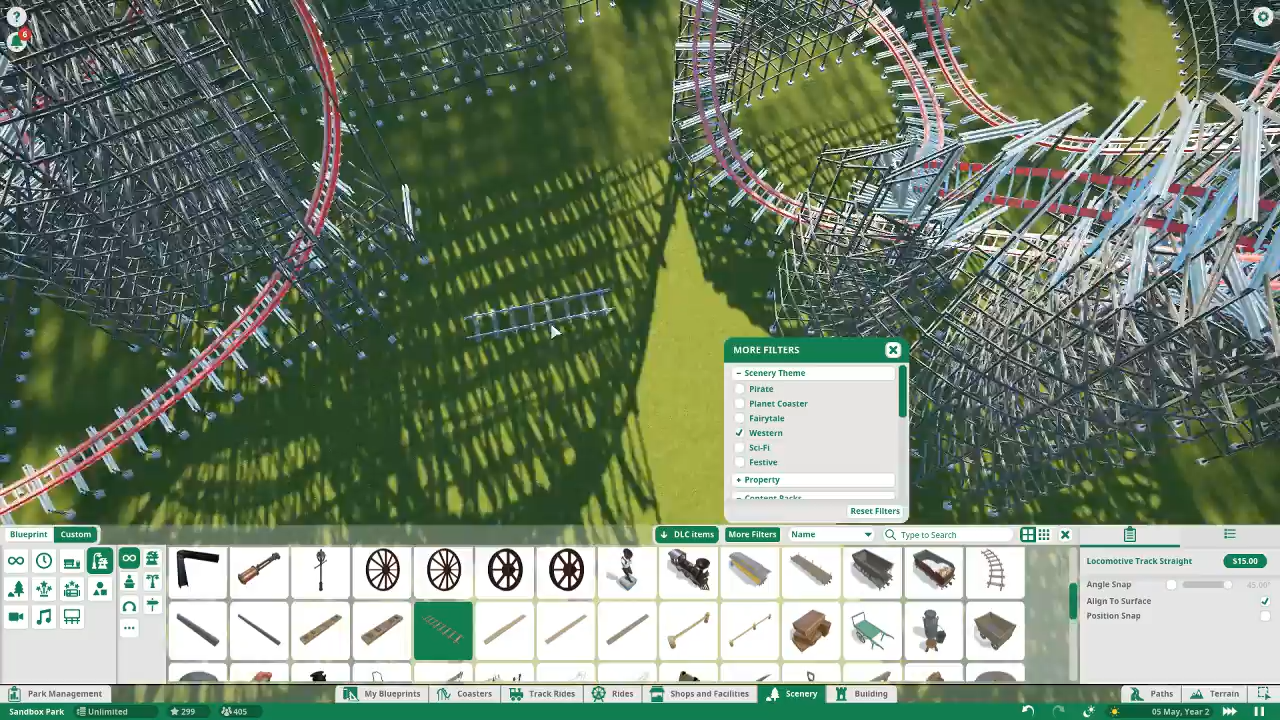 ?
6
MORE FILTERS
− Scenery Theme
Pirate
Planet Coaster
Fairytale
Western
Sci-Fi
Festive
+ Property
− Content Packs
Reset Filters
Blueprint Custom
DLC items More Filters Name Type to Search
Locomotive Track Straight $15.00
Angle Snap 45.00°
Align To Surface
Position Snap
Park Management My Blueprints Coasters Track Rides Rides Shops and Facilities Scenery Building Paths Terrain
Sandbox Park Unlimited 299 405 05 May, Year 2